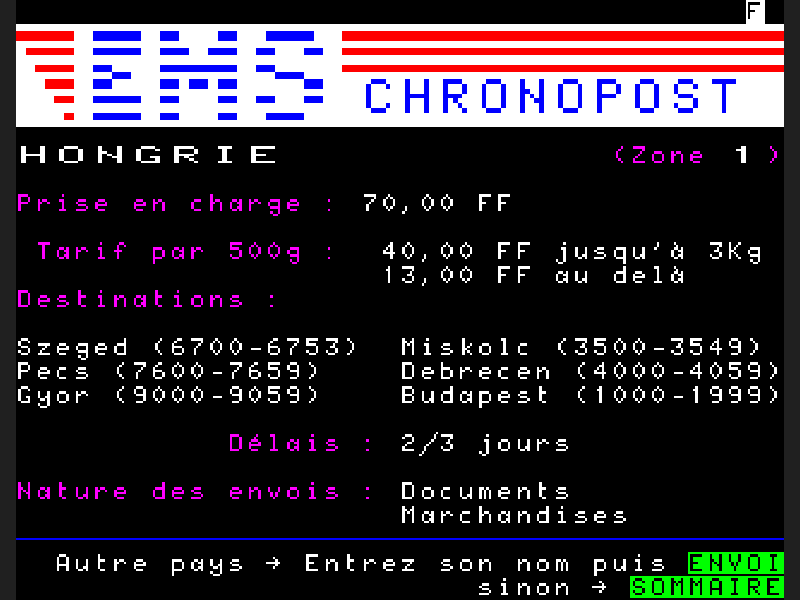 F
EMS
CHRONOPOST
HONGRIE (Zone 1 )
Prise en charge : 70,00 FF
Tarif par 500g : 40,00 FF jusqu'à 3Kg
13,00 FF au delà
Destinations :
Szeged (6700-6753) Miskolc (3500-3549)
Pecs (7600-7659) Debrecen (4000-4059)
Gyor (9000-9059) Budapest (1000-1999)
Délais : 2/3 jours
Nature des envois : Documents
Marchandises
Autre pays → Entrez son nom puis ENVOI
sinon → SOMMAIRE